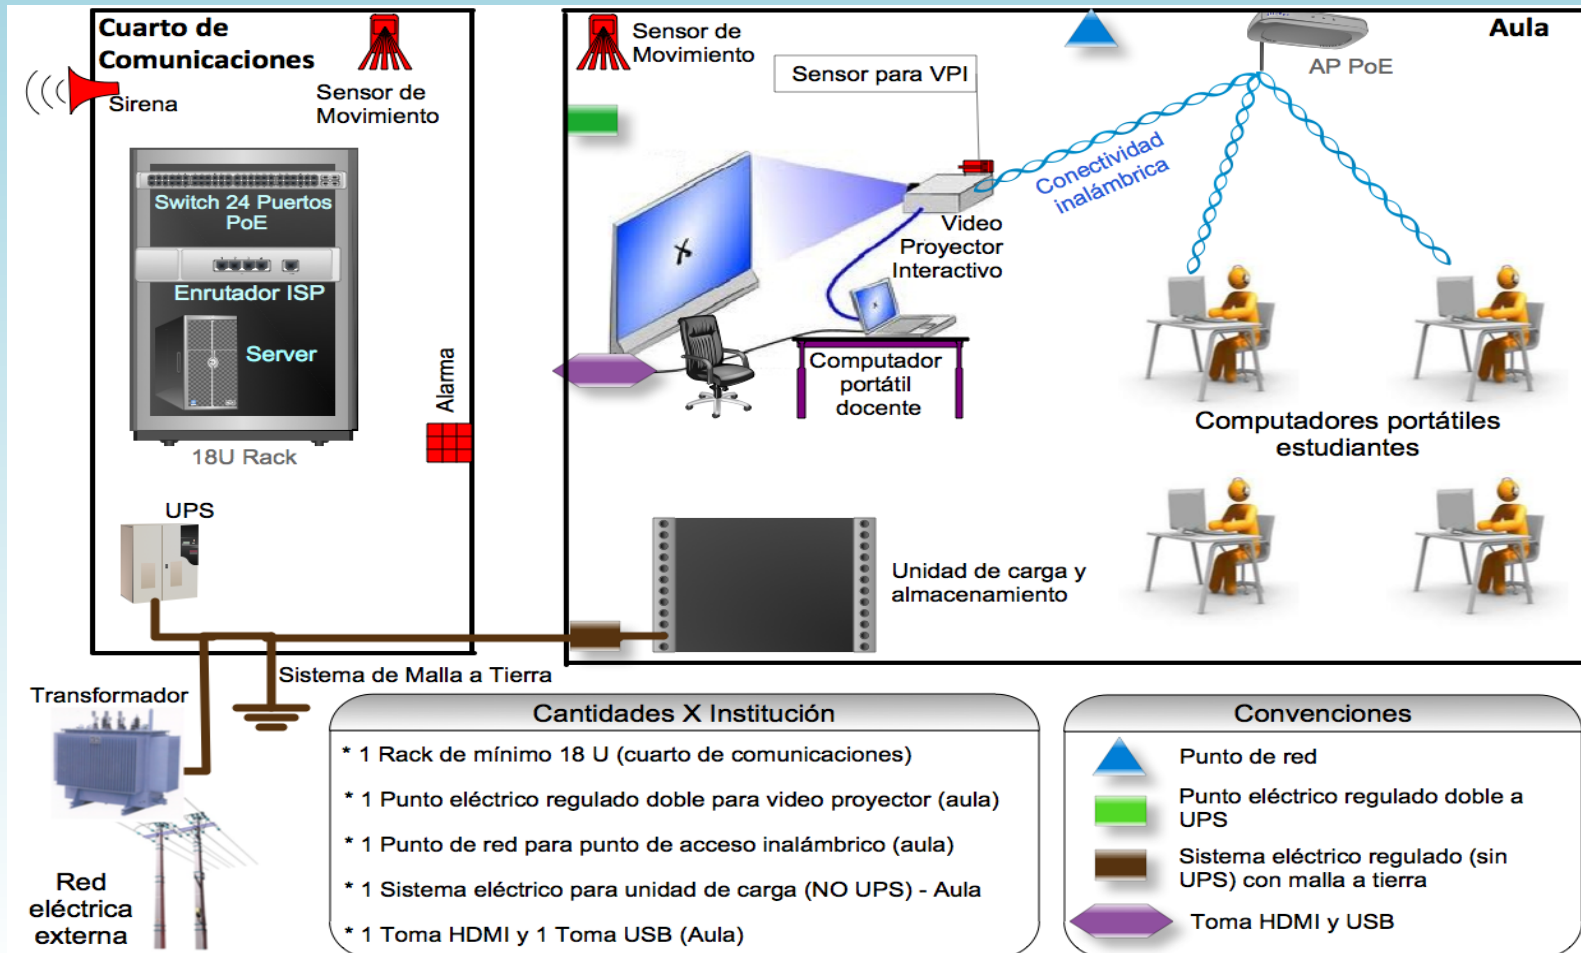 Cuarto de
Comunicaciones
Sirena
Sensor de
Movimiento
Switch 24 Puertos
PoE
Enrutador ISP
Server
18U Rack
Alarma
UPS
Sensor de
Movimiento
Sensor para VPI
Aula
AP PoE
Conectividad
inalámbrica
Video
Proyector
Interactivo
Computador
portátil
docente
Computadores portátiles
estudiantes
Unidad de carga y
almacenamiento
Sistema de Malla a Tierra
Transformador
Red
eléctrica
externa
Cantidades X Institución
* 1 Rack de mínimo 18 U (cuarto de comunicaciones)
* 1 Punto eléctrico regulado doble para video proyector (aula)
* 1 Punto de red para punto de acceso inalámbrico (aula)
* 1 Sistema eléctrico para unidad de carga (NO UPS) - Aula
* 1 Toma HDMI y 1 Toma USB (Aula)
Convenciones
Punto de red
Punto eléctrico regulado doble a
UPS
Sistema eléctrico regulado (sin
UPS) con malla a tierra
Toma HDMI y USB